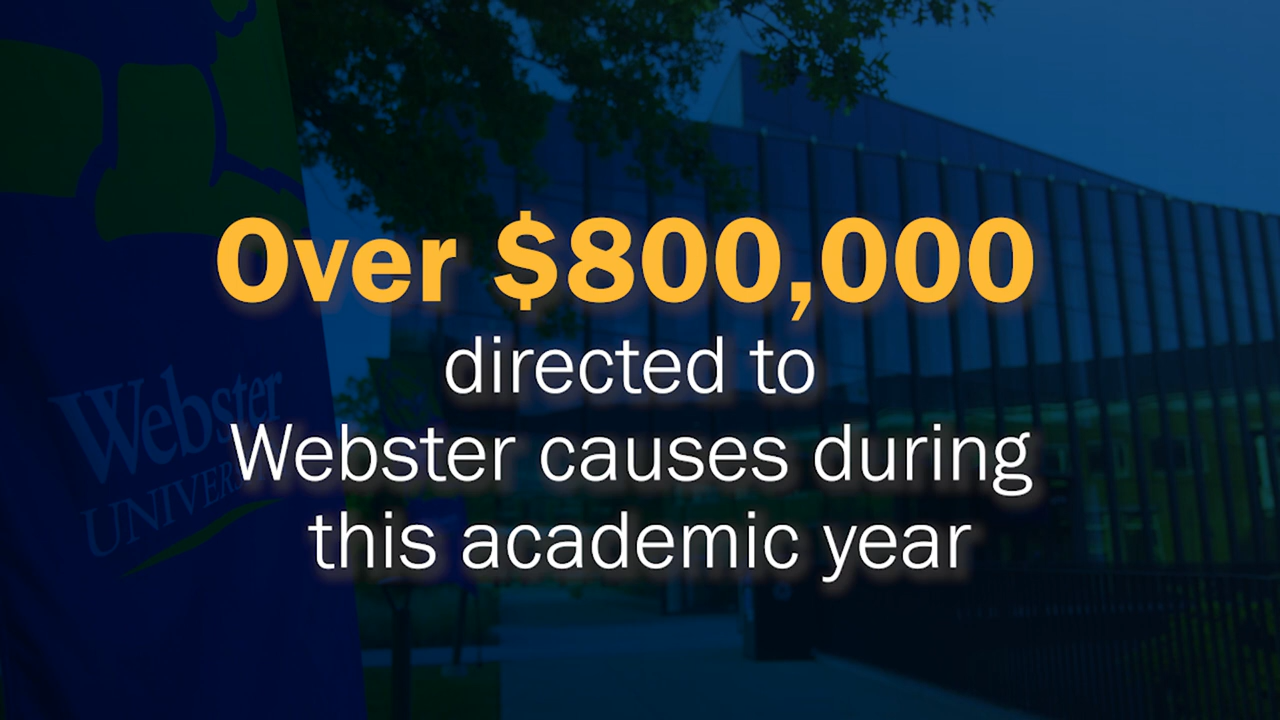 Over $800,000
directed to
Webster causes during
this academic year
Webster
UNIVER